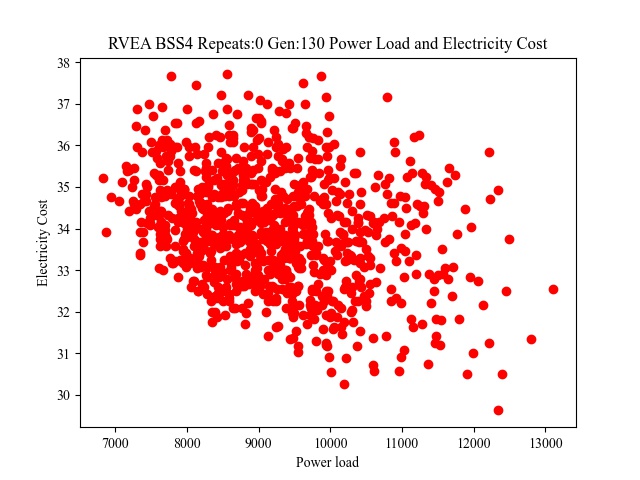 RVEA BSS4 Repeats:0 Gen:130 Power Load and Electricity Cost
38
37
36
35
34
33
32
31
30
Electricity Cost
7000 8000 9000 10000 11000 12000 13000
Power load